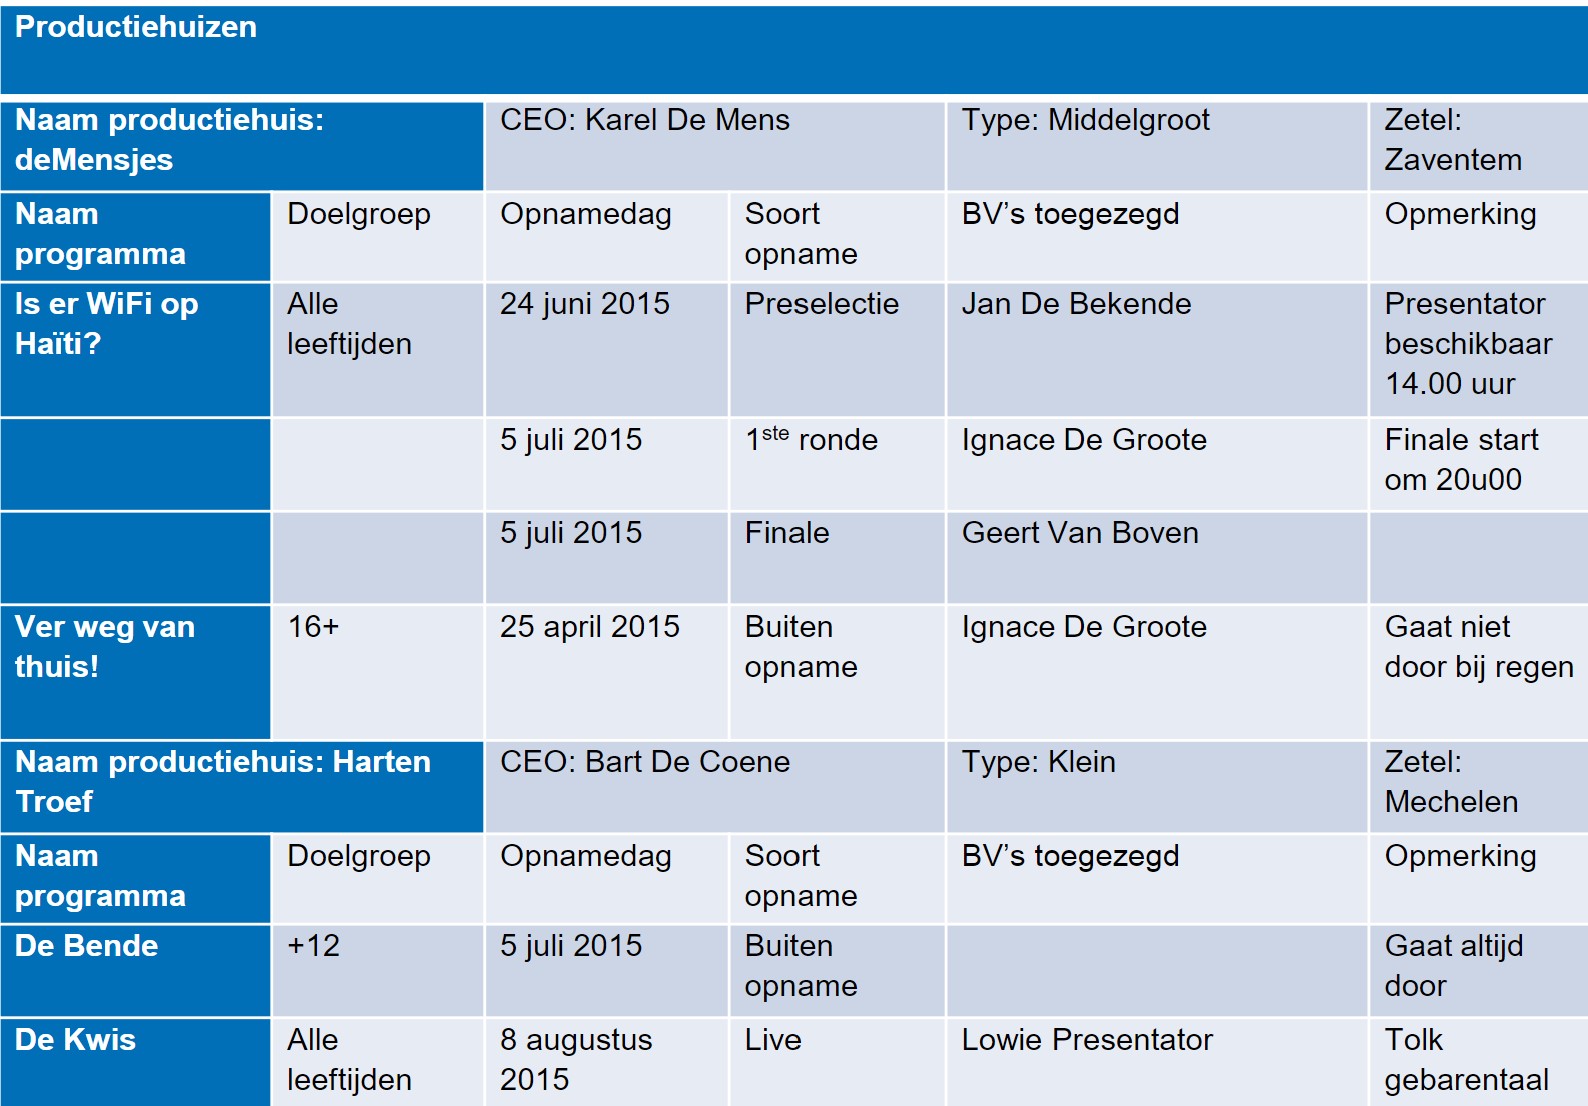 Productiehuizen
Naam productiehuis: deMensjes CEO: Karel De Mens Type: Middelgroot Zetel: Zaventem
Naam programma Doelgroep Opnamedag Soort opname BV’s toegezegd Opmerking
Is er WiFi op Haïti? Alle leeftijden 24 juni 2015 Preselectie Jan De Bekende Presentator beschikbaar 14.00 uur
5 juli 2015 1ste ronde Ignace De Groote Finale start om 20u00
5 juli 2015 Finale Geert Van Boven
Ver weg van thuis! 16+ 25 april 2015 Buiten opname Ignace De Groote Gaat niet door bij regen
Naam productiehuis: Harten Troef CEO: Bart De Coene Type: Klein Zetel: Mechelen
Naam programma Doelgroep Opnamedag Soort opname BV’s toegezegd Opmerking
De Bende +12 5 juli 2015 Buiten opname Gaat altijd door
De Kwis Alle leeftijden 8 augustus 2015 Live Lowie Presentator Tolk gebarentaal